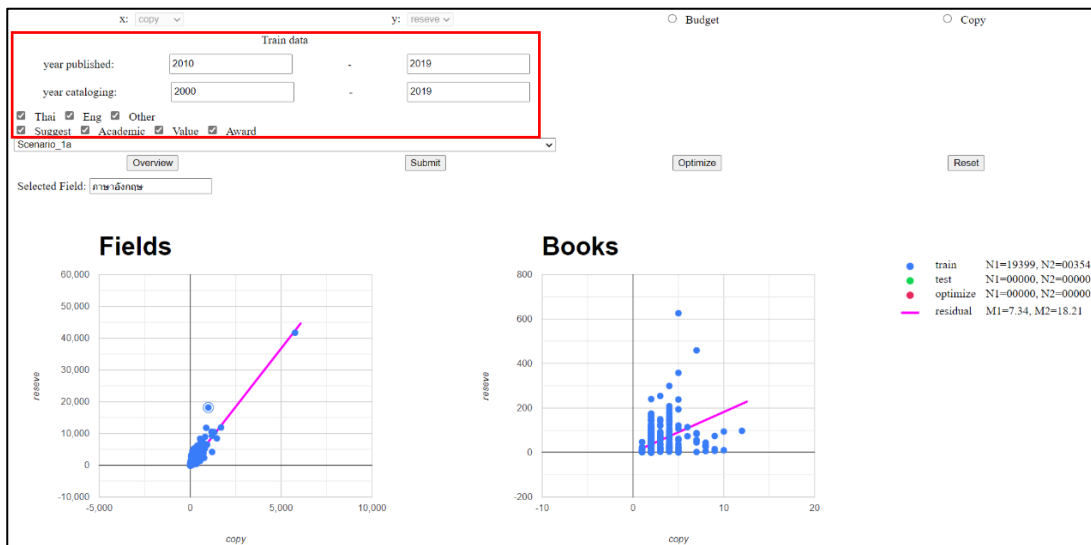 x: copy y: reseve Budget Copy
Train data
year published: 2010 - 2019
year cataloging: 2000 - 2019
Thai Eng Other
Suggest Academic Value Award
Scenario_1a
Overview Submit Optimize Reset
Selected Field: ภาษาอังกฤษ
Fields
60,000
50,000
40,000
30,000
20,000
10,000
0
-10,000
-5,000 0 5,000 10,000
reseve
copy
Books
800
600
400
200
0
-200
-10 0 10 20
reseve
copy
train N1=19399, N2=00354
test N1=00000, N2=00000
optimize N1=00000, N2=00000
residual M1=7.34, M2=18.21